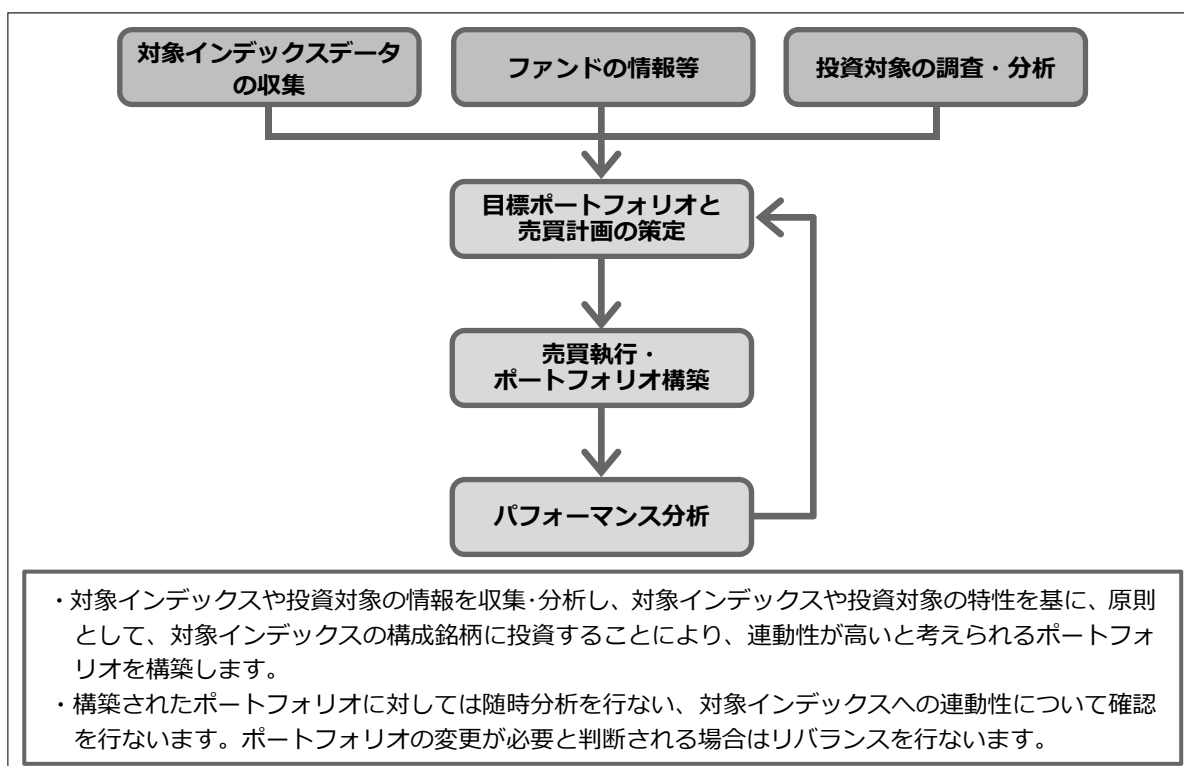 対象インデックスデータ
の収集
ファンドの情報等
投資対象の調査・分析
目標ポートフォリオと
売買計画の策定
売買執行・
ポートフォリオ構築
パフォーマンス分析
・対象インデックスや投資対象の情報を収集・分析し、対象インデックスや投資対象の特性を基に、原則
として、対象インデックスの構成銘柄に投資することにより、連動性が高いと考えられるポートフォ
リオを構築します。
・構築されたポートフォリオに対しては随時分析を行ない、対象インデックスへの連動性について確認
を行ないます。ポートフォリオの変更が必要と判断される場合はリバランスを行ないます。